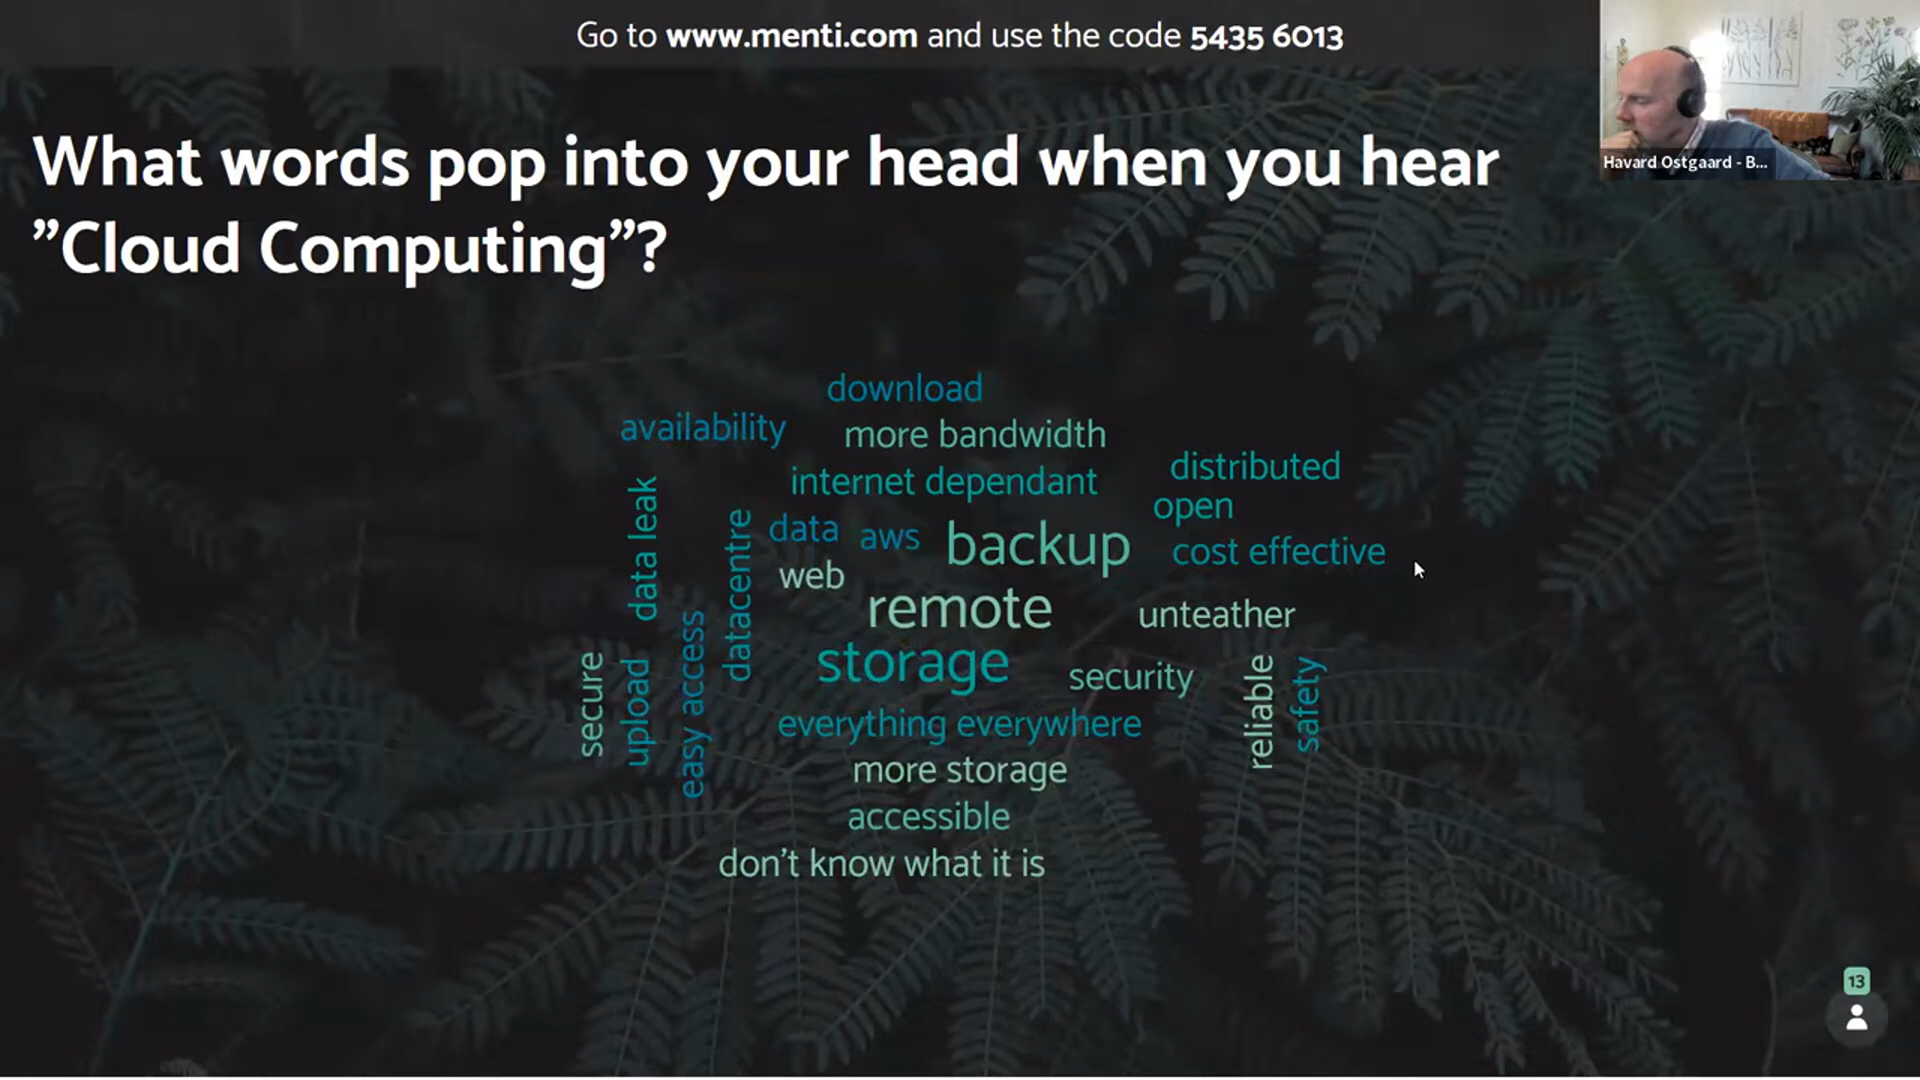 Go to www.menti.com and use the code 5435 6013
Havard Ostgaard - B...
What words pop into your head when you hear
”Cloud Computing”?
download
availability
more bandwidth
distributed
internet dependant
open
data leak
datacentre
data
aws
backup
cost effective
web
remote
unteather
storage
security
secure
upload
easy access
reliable
safety
everything everywhere
more storage
accessible
don't know what it is
13